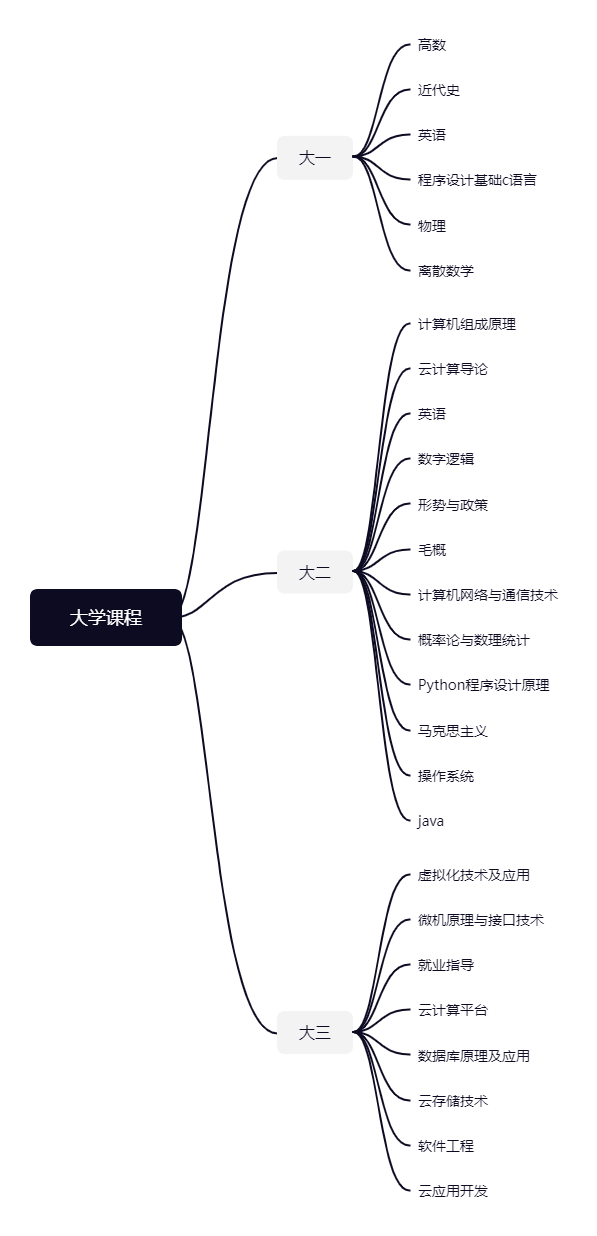 大学课程
大一
高数
近代史
英语
程序设计基础c语言
物理
离散数学
大二
计算机组成原理
云计算导论
英语
数字逻辑
形势与政策
毛概
计算机网络与通信技术
概率论与数理统计
Python程序设计原理
马克思主义
操作系统
java
大三
虚拟化技术及应用
微机原理与接口技术
就业指导
云计算平台
数据库原理及应用
云存储技术
软件工程
云应用开发